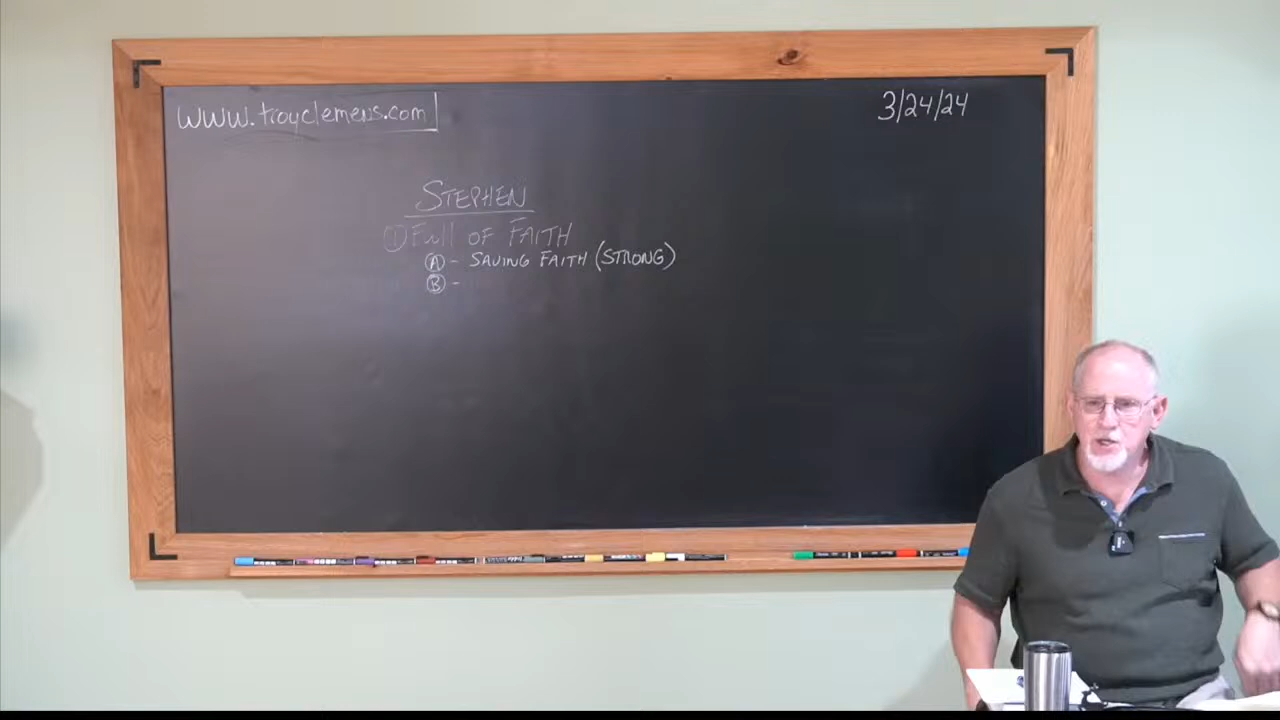 www.troyclemens.com
3/24/24
STEPHEN
① Full OF FAITH
Ⓐ - SAVING FAITH (STRONG)
Ⓑ -